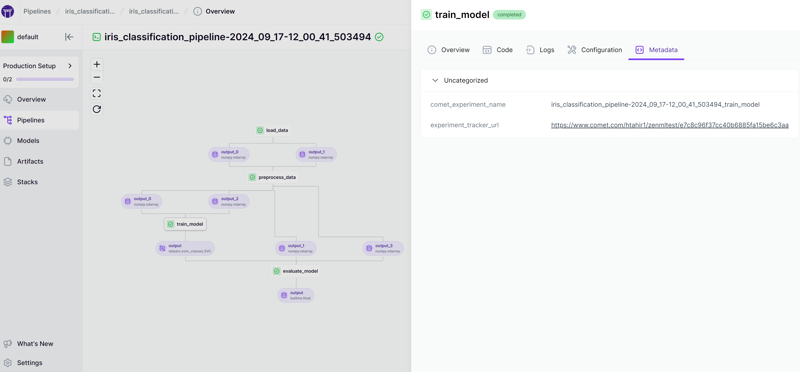 Pipelines / iris_classificati... / iris_classificati... / Overview
default
iris_classification_pipeline-2024_09_17-12_00_41_503494
Production Setup
0/2
Overview
Pipelines
Models
Artifacts
Stacks
What's New
Settings
load_data
output_0
numpy.ndarray
output_1
numpy.ndarray
preprocess_data
output_0
numpy.ndarray
output_2
numpy.ndarray
train_model
output
output_1
numpy.ndarray
output_3
numpy.ndarray
evaluate_model
output
builtins.float
train_model completed
Overview Code Logs Configuration Metadata
Uncategorized
comet_experiment_name iris_classification_pipeline-2024_09_17-12_00_41_503494_train_model
experiment_tracker_url https://www.comet.com/htahir1/zenmltest/e7c8c96f37cc40b6885fa15be6c3aa